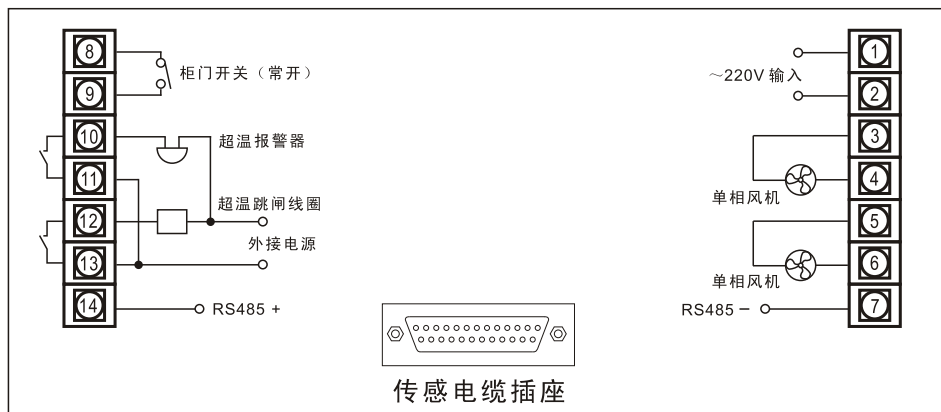 8
柜门开关（常开）
9
10
超温报警器
11
12
超温跳闸线圈
外接电源
13
14
RS485 +
1
～220V 输入
2
3
4
单相风机
5
6
单相风机
RS485 －
7
传感电缆插座